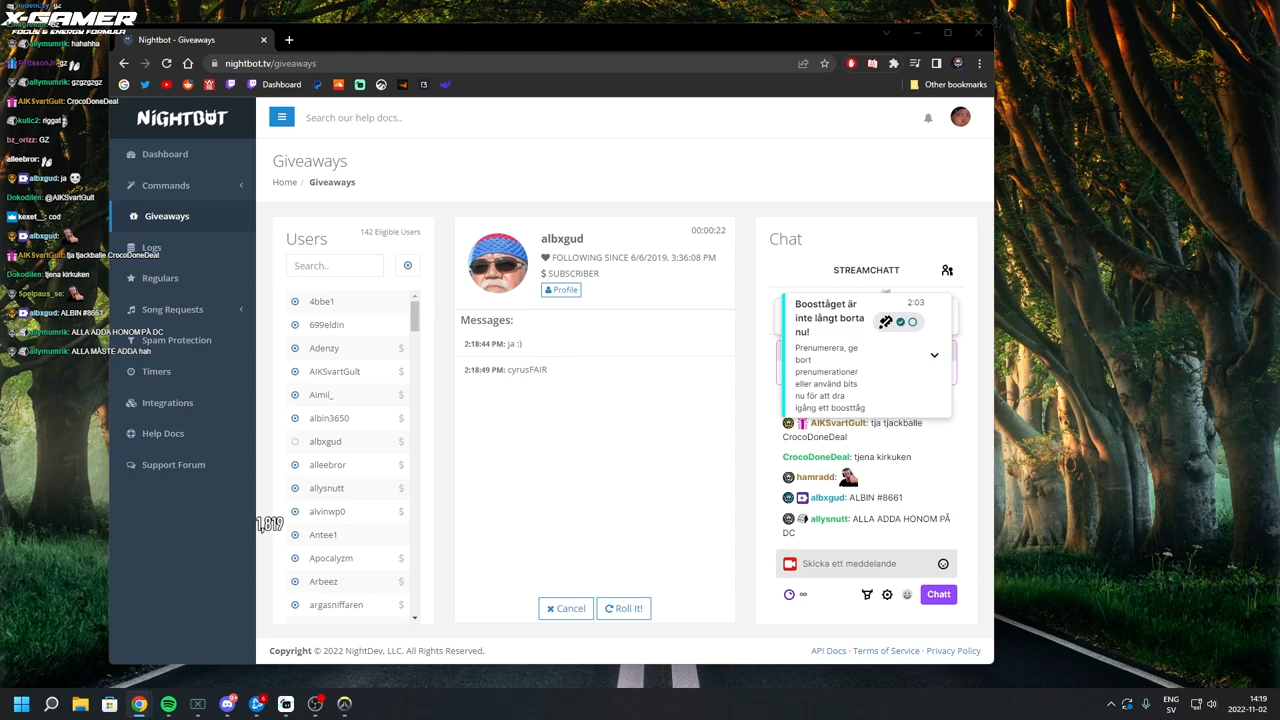 X-GAMER
FOCUS & ENERGY FORMULA
allymumrik: hahahha
PettssonJr: gz
allymumrik: gzgzgzgz
AIKSvartGult: CrocoDoneDeal
kulic2: riggat
bz_orizz: GZ
alleebror:
albxgud: ja
Dokodilen: @AIKSvartGult
kexet__: cod
albxgud:
AIKSvartGult: tja tjackballe CrocoDoneDeal
Dokodilen: tjena kirkuken
Spelpaus_se:
albxgud: ALBIN #8661
allymumrik: ALLA ADDA HONOM PÅ DC
allymumrik: ALLA MÅSTE ADDA hah
Nightbot - Giveaways
nightbot.tv/giveaways
Dashboard
Other bookmarks
NIGHTBOT
Dashboard
Commands
Giveaways
Logs
Regulars
Song Requests
Spam Protection
Timers
Integrations
Help Docs
Support Forum
Search our help docs..
Giveaways
Home / Giveaways
Users
142 Eligible Users
Search..
4bbe1
699eldin
Adenzy $
AIKSvartGult $
Aimil_
albin3650 $
albxgud $
alleebror $
allysnutt $
alvinwp0 $
Antee1
Apocalyzm $
Arbeez $
argasniffaren $
1,819
albxgud
00:00:22
FOLLOWING SINCE 6/6/2019, 3:36:08 PM
$ SUBSCRIBER
Profile
Messages:
2:18:44 PM: ja :)
2:18:49 PM: cyrusFAIR
Cancel
Roll It!
Chat
STREAMCHATT
Boosttåget är
inte långt borta
nu!
2:03
Prenumerera, ge
bort
prenumerationer
eller använd bits
nu för att dra
igång ett boosttåg
AIKSvartGult: tja tjackballe
CrocoDoneDeal
CrocoDoneDeal: tjena kirkuken
hamradd:
albxgud: ALBIN #8661
allysnutt: ALLA ADDA HONOM PÅ
DC
Skicka ett meddelande
∞
Chatt
Copyright © 2022 NightDev, LLC. All Rights Reserved.
API Docs · Terms of Service · Privacy Policy
ENG
SV
14:19
2022-11-02